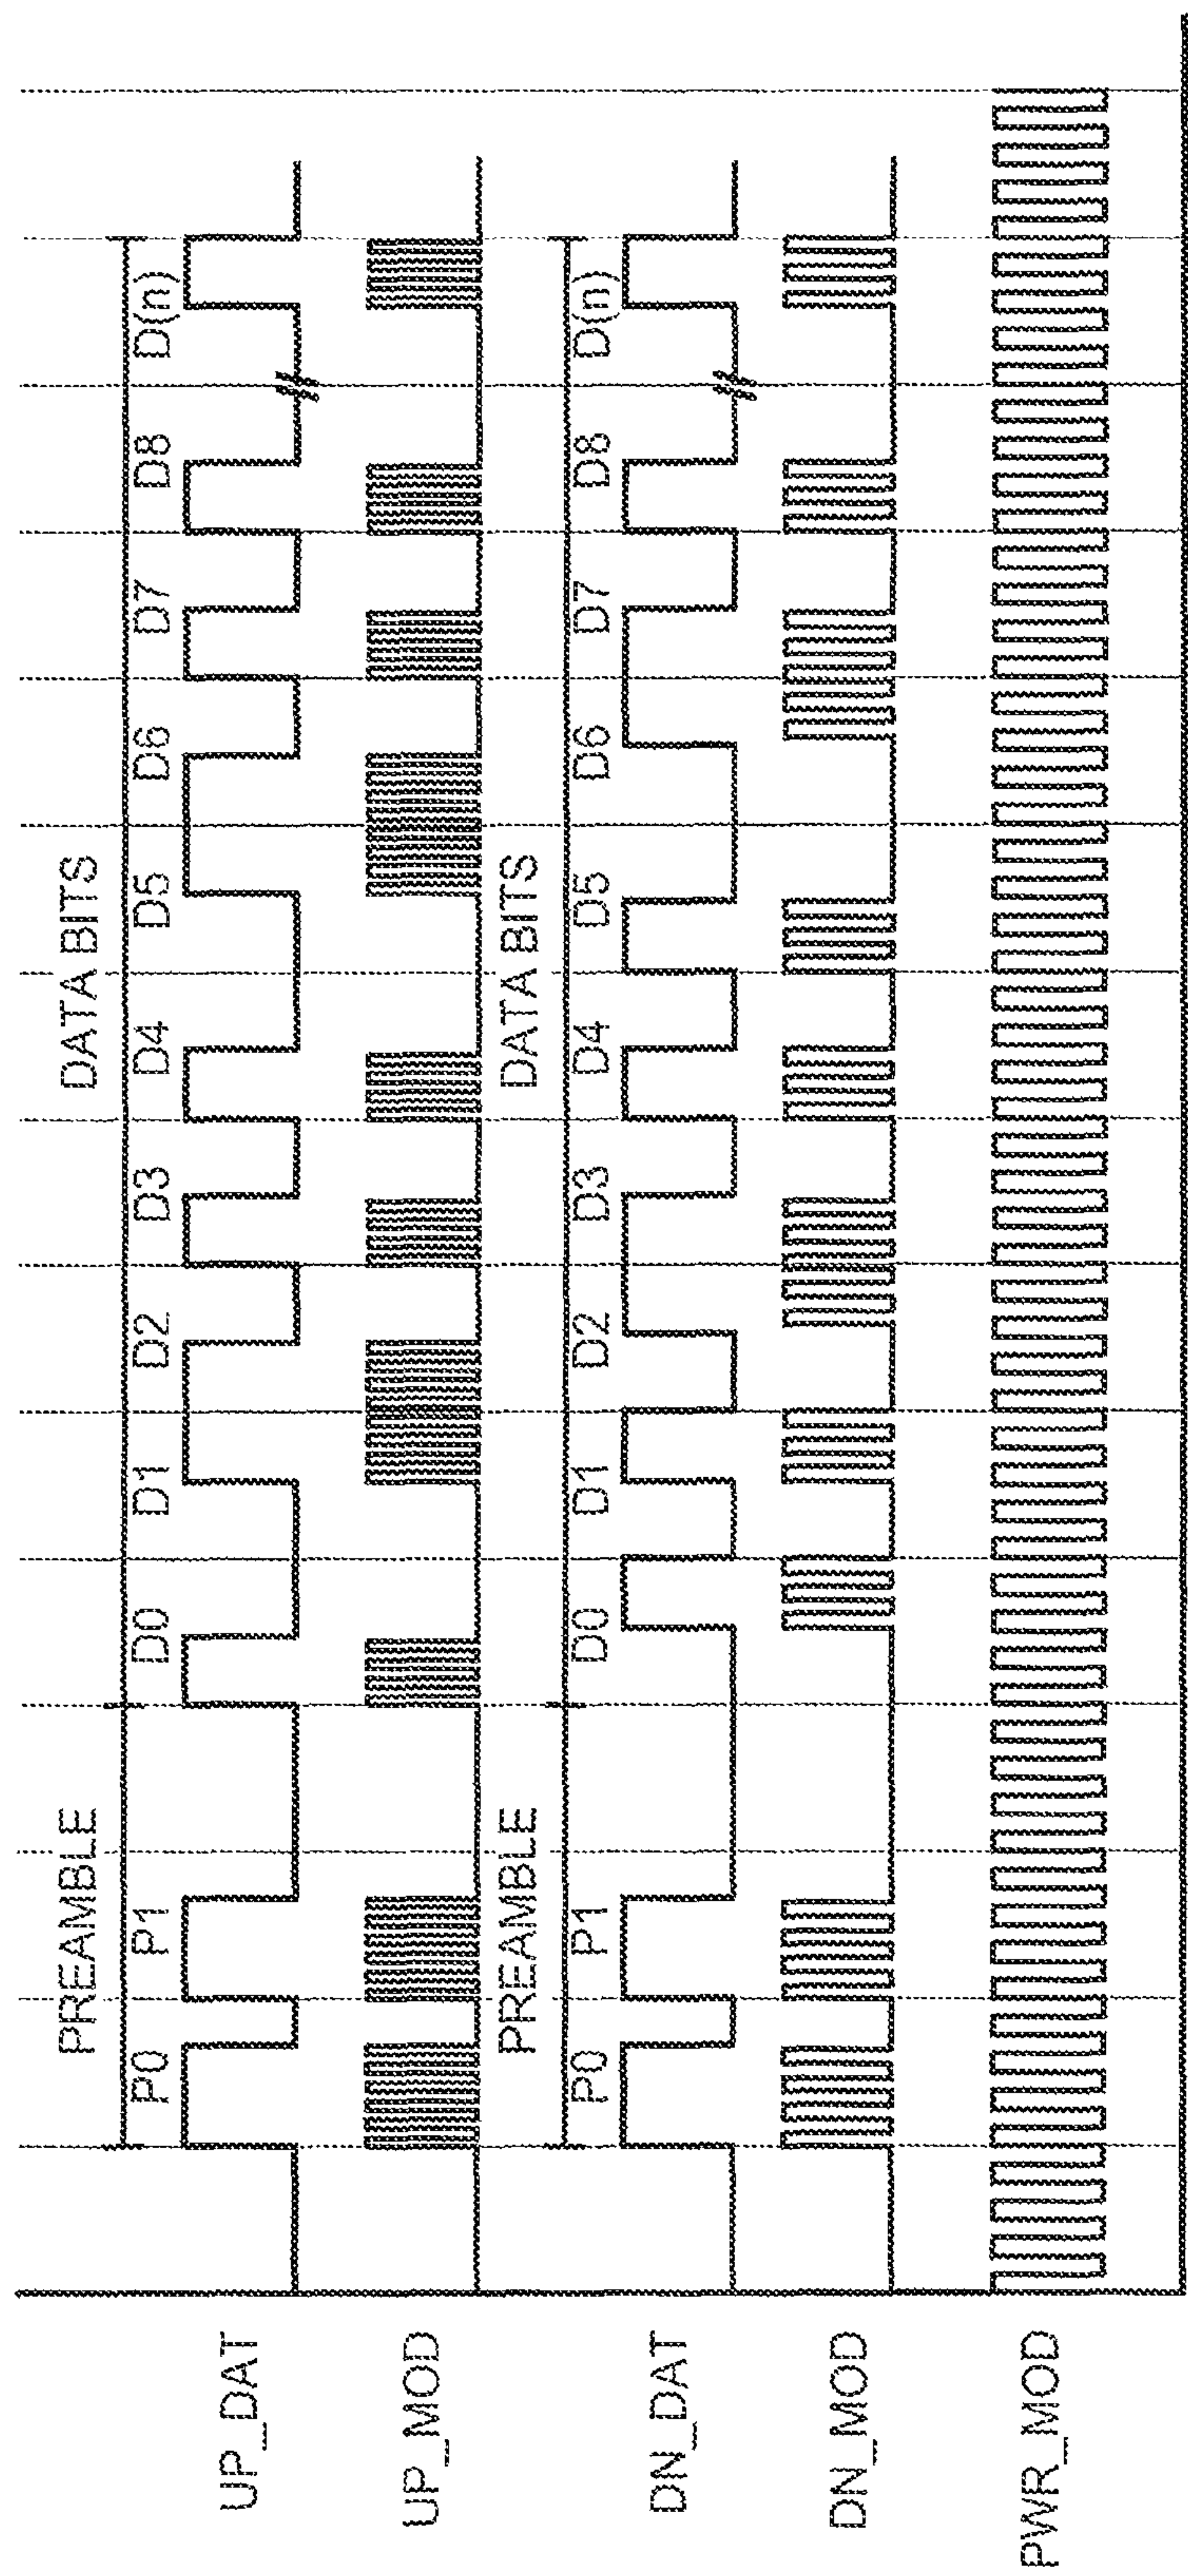 PREAMBLE
DATA BITS
P0 P1 D0 D1 D2 D3 D4 D5 D6 D7 D8 D(n)
UP_DAT
UP_MOD
PREAMBLE
DATA BITS
P0 P1 D0 D1 D2 D3 D4 D5 D6 D7 D8 D(n)
DN_DAT
DN_MOD
PWR_MOD